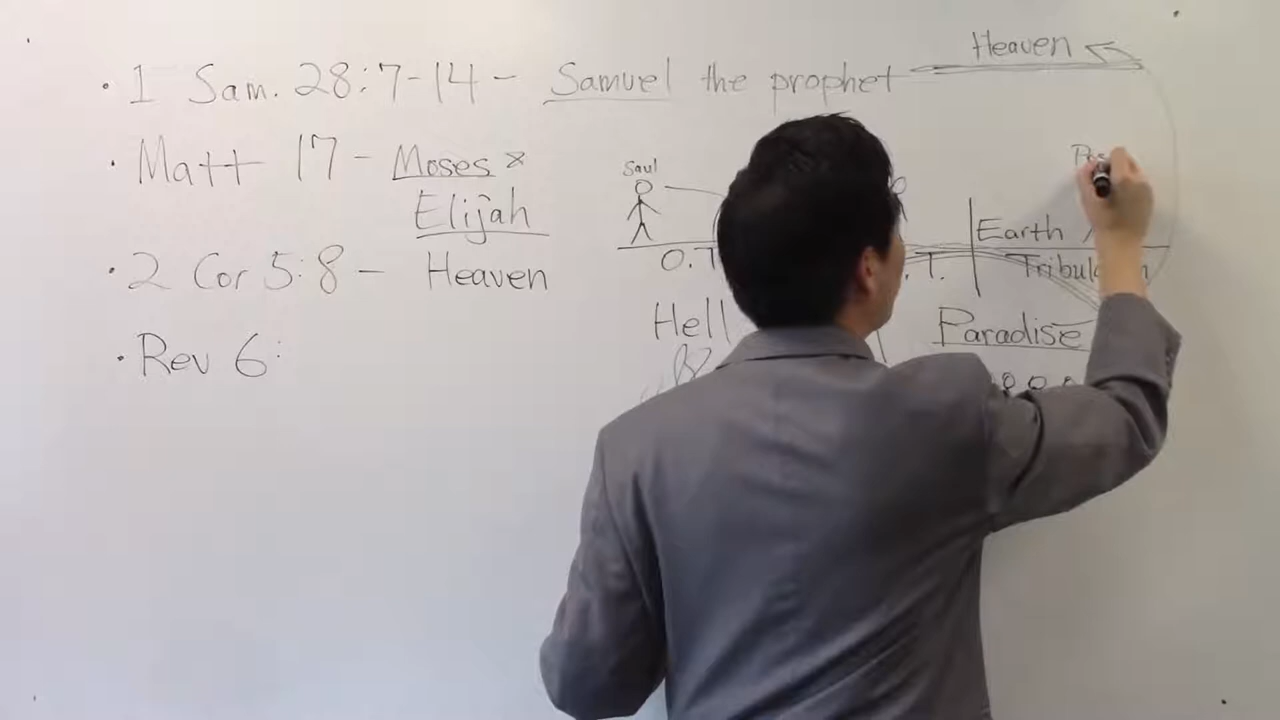 Heaven
• 1 Sam. 28:7-14 - Samuel the prophet
• Matt 17 - Moses &
Elijah
• 2 Cor 5:8 - Heaven
• Rev 6:
Saul
Earth
O.T
.T.
Hell
Paradise